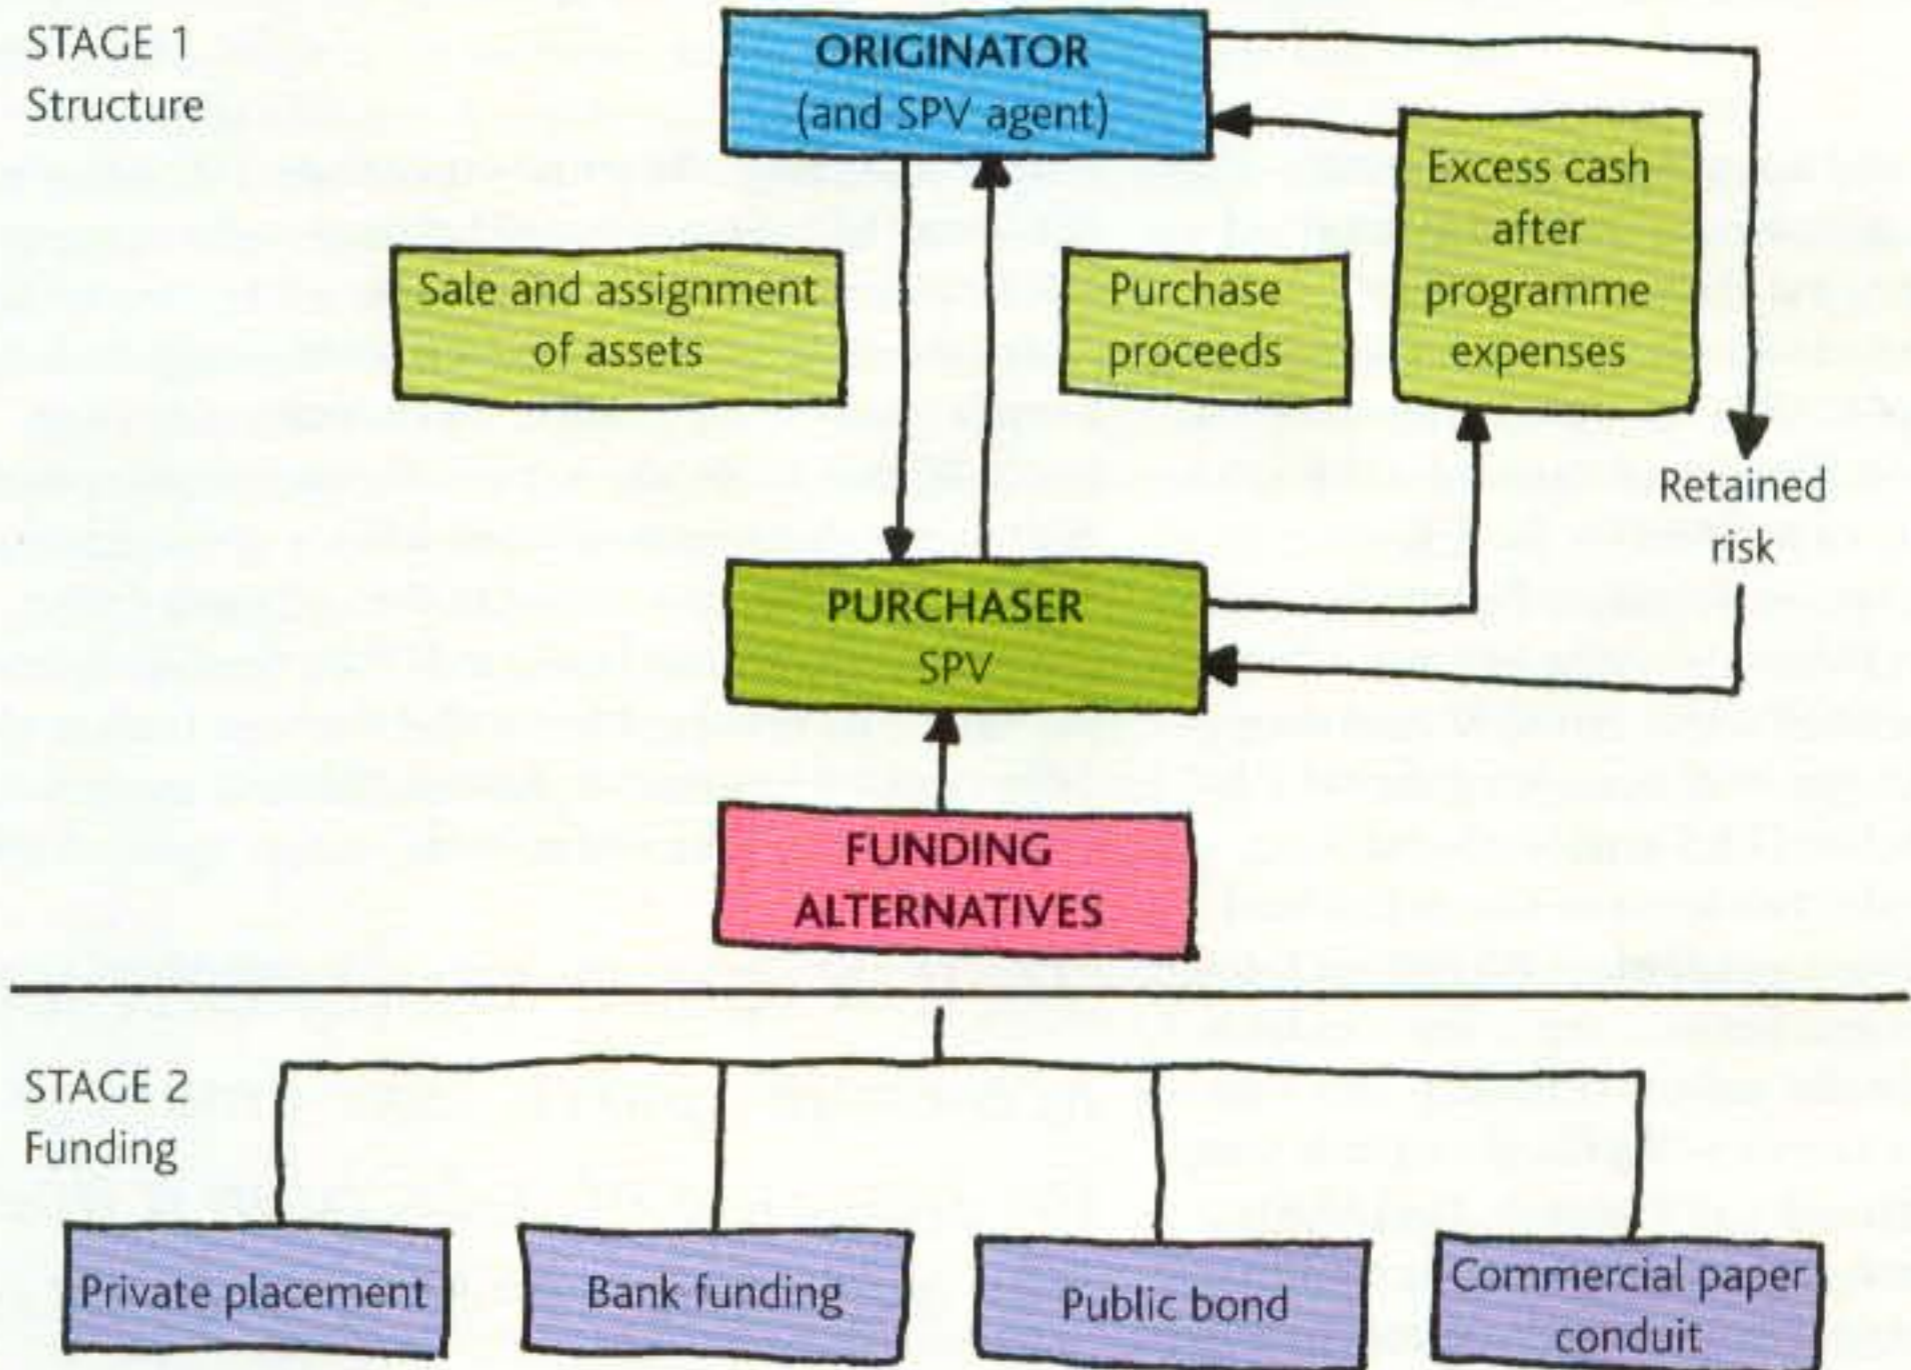 STAGE 1
Structure
ORIGINATOR
(and SPV agent)
Excess cash
after
programme
expenses
Sale and assignment
of assets
Purchase
proceeds
Retained
risk
PURCHASER
SPV
FUNDING
ALTERNATIVES
STAGE 2
Funding
Private placement
Bank funding
Public bond
Commercial paper
conduit